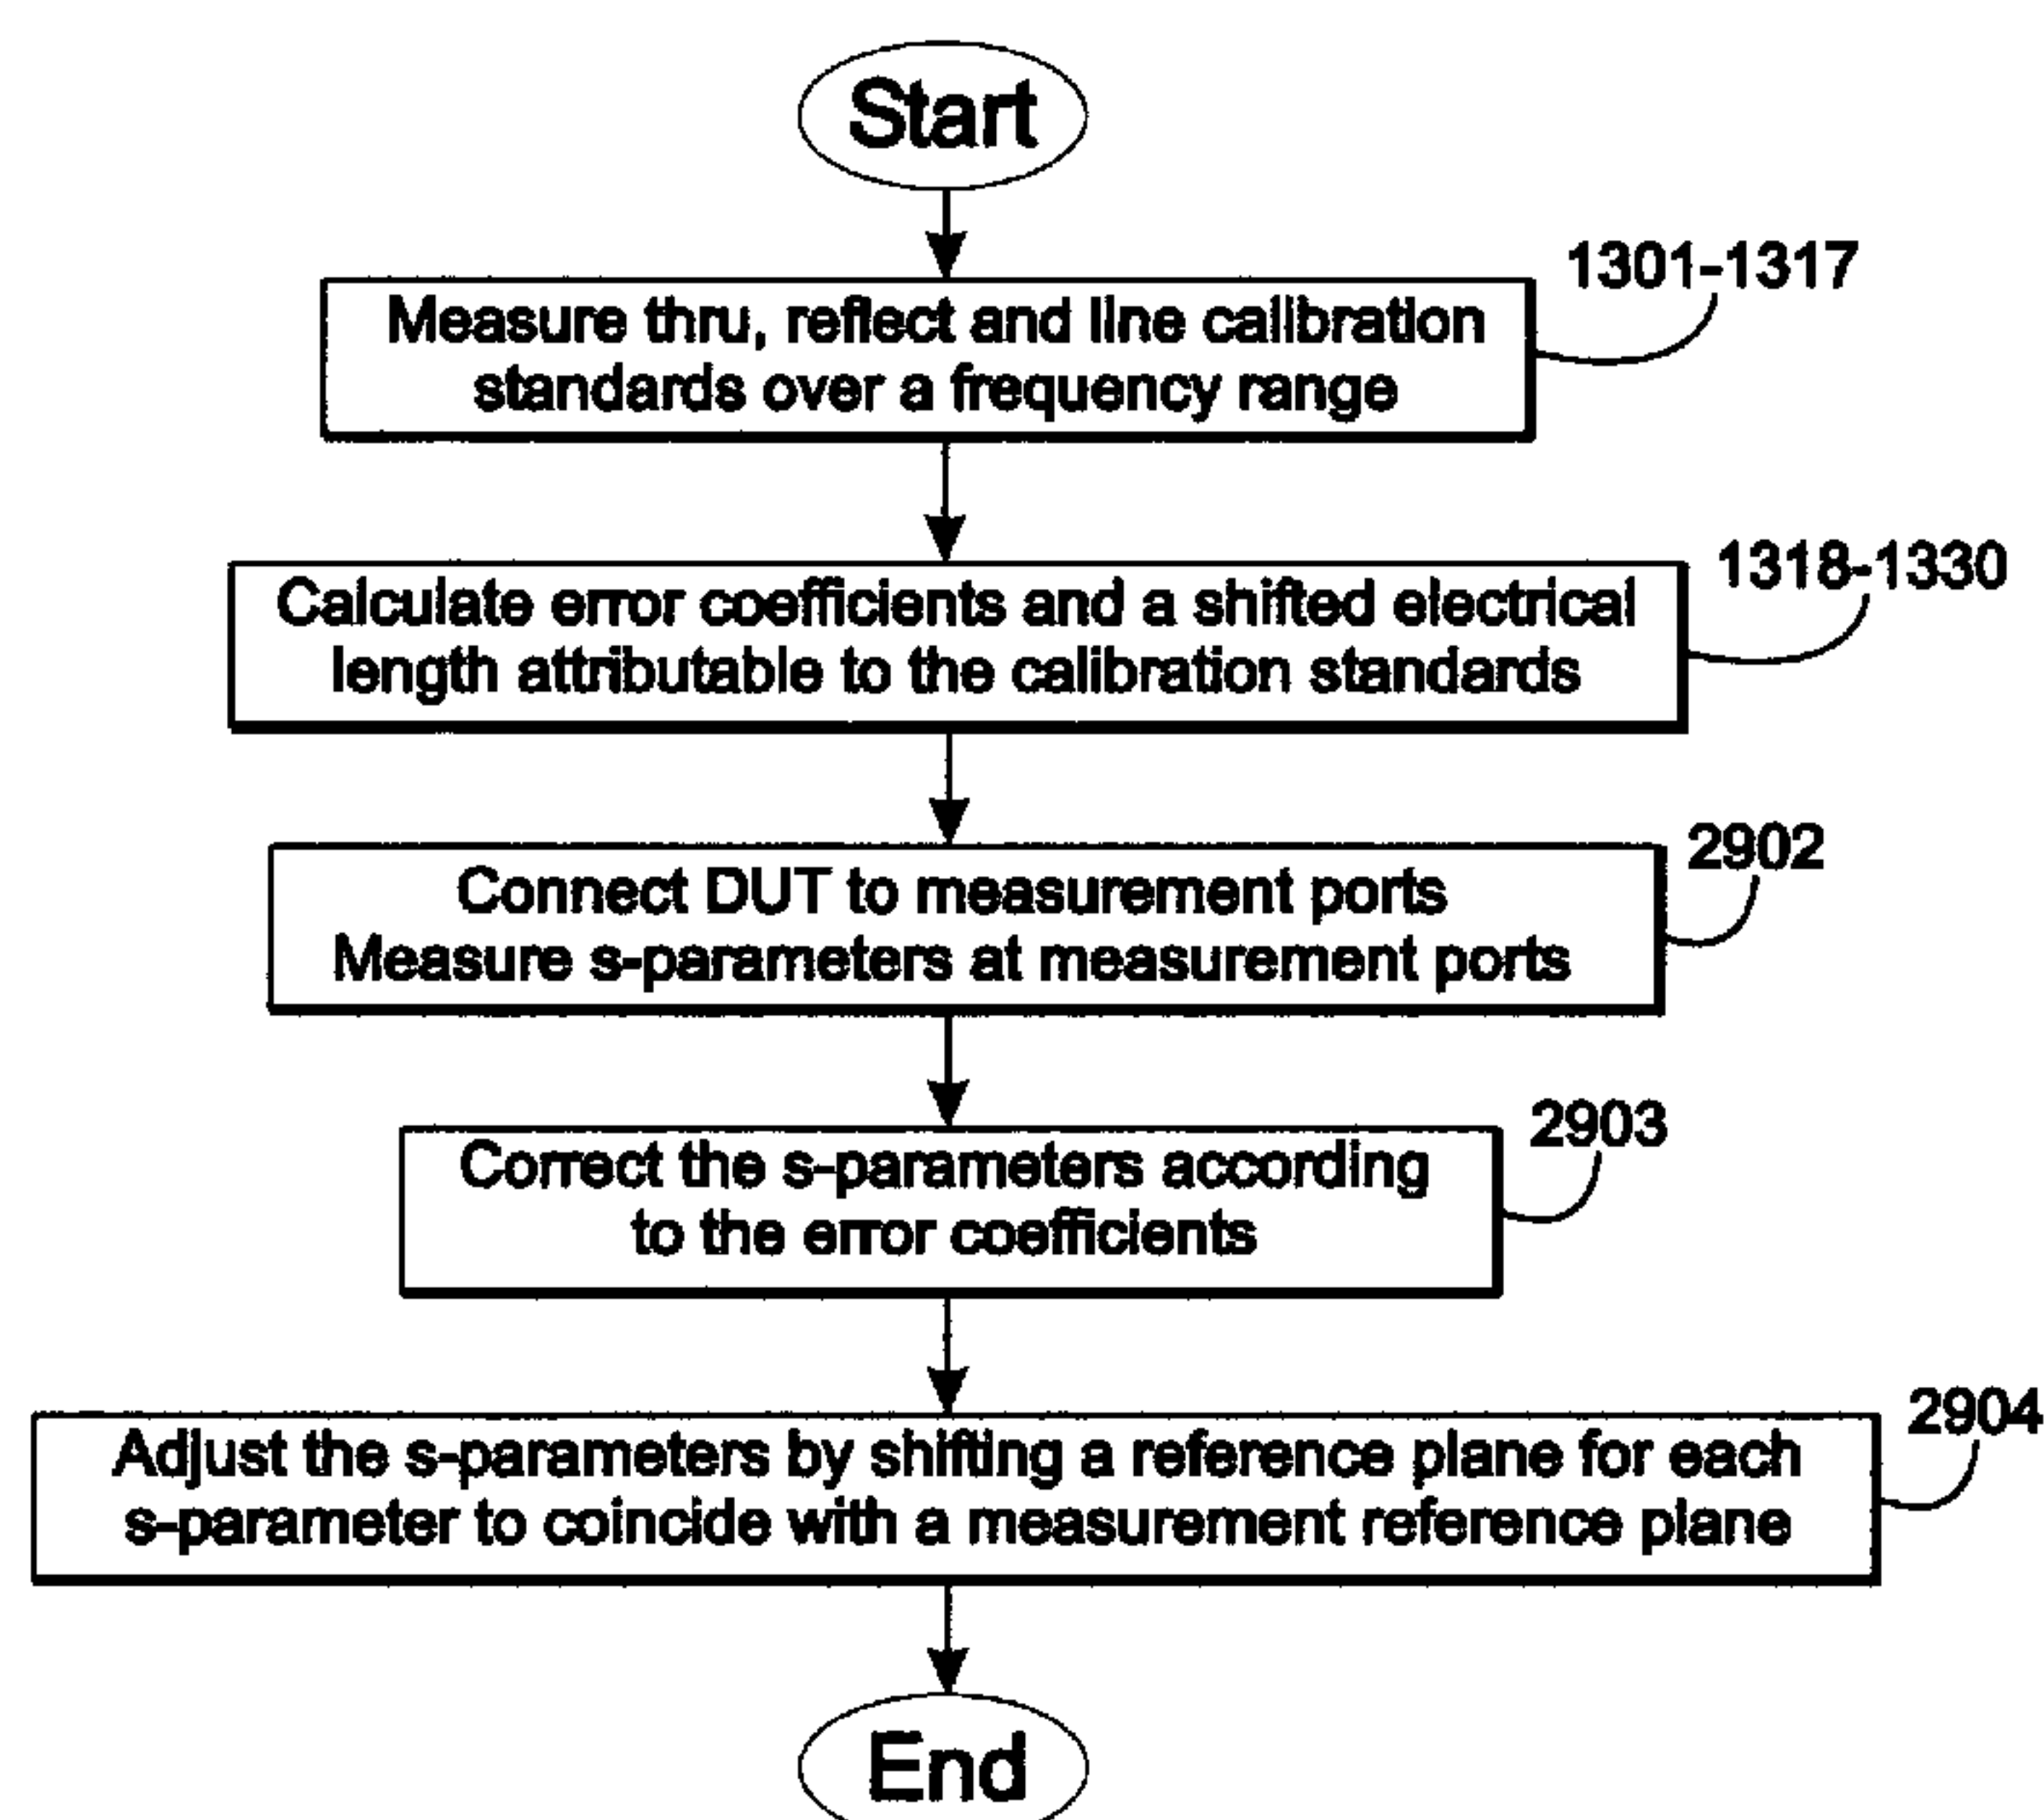 Start
1301-1317
Measure thru, reflect and line calibration
standards over a frequency range
1318-1330
Calculate error coefficients and a shifted electrical
length attributable to the calibration standards
2902
Connect DUT to measurement ports
Measure s-parameters at measurement ports
2903
Correct the s-parameters according
to the error coefficients
2904
Adjust the s-parameters by shifting a reference plane for each
s-parameter to coincide with a measurement reference plane
End